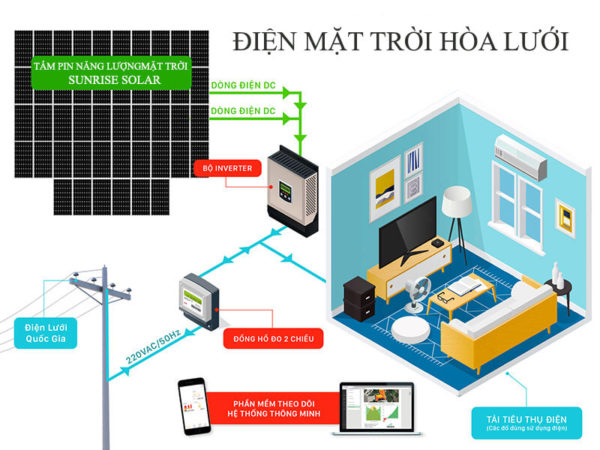 ĐIỆN MẶT TRỜI HÒA LƯỚI
TẤM PIN NĂNG LƯỢNGMẶT TRỜI
SUNRISE SOLAR
DÒNG ĐIỆN DC
DÒNG ĐIỆN DC
BỘ INVERTER
Điện Lưới
Quốc Gia
220VAC/50Hz
ĐỒNG HỒ ĐO 2 CHIỀU
PHẦN MỀM THEO DÕI
HỆ THỐNG THÔNG MINH
TẢI TIÊU THỤ ĐIỆN
(Các đồ dùng sử dụng điện)